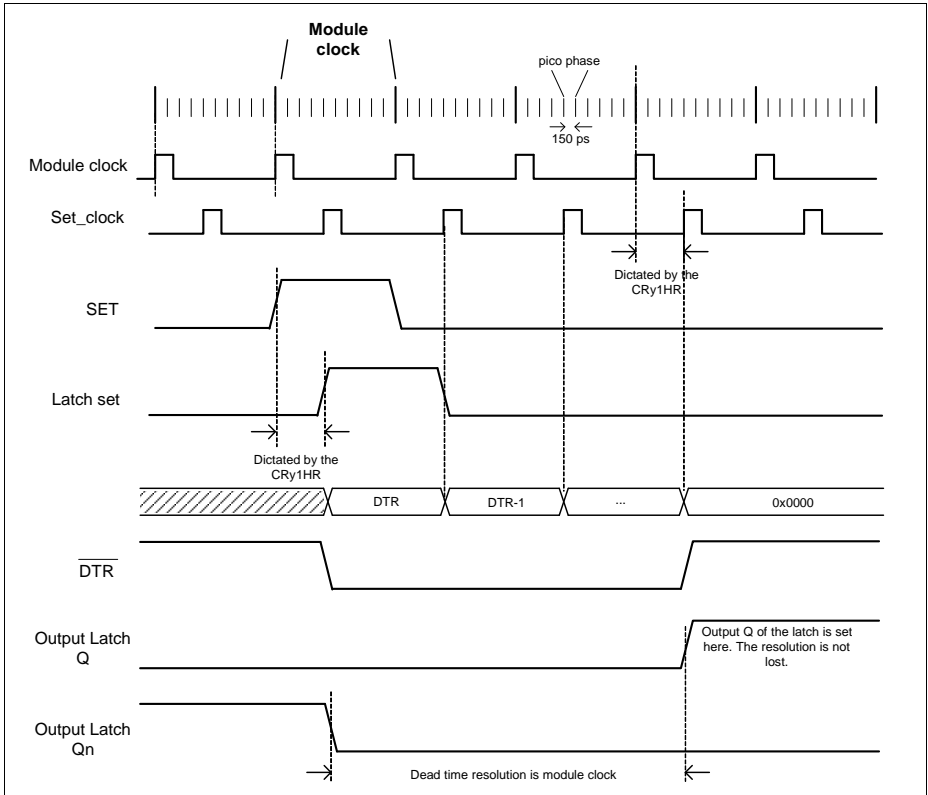 Module
clock
pico phase
150 ps
Module clock
Set_clock
Dictated by the
CRy1HR
SET
Latch set
Dictated by the
CRy1HR
DTR
DTR-1
...
0x0000
DTR
Output Latch
Q
Output Q of the latch is set
here. The resolution is not
lost.
Output Latch
Qn
Dead time resolution is module clock